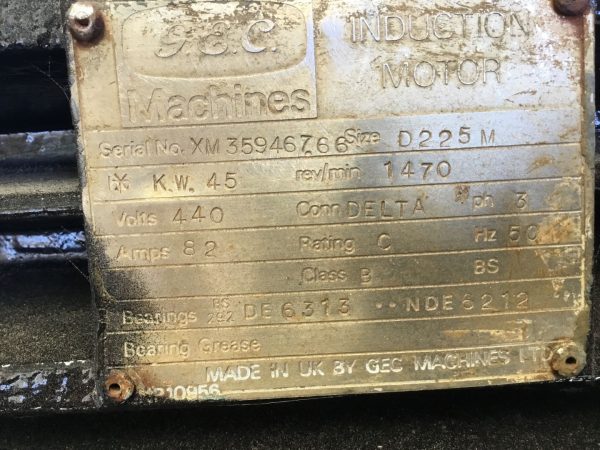 G.E.C.
Machines
INDUCTION
MOTOR
Serial No. XM 35946766 Size D225M
K.W. 45 rev/min 1470
Volts 440 Conn DELTA ph 3
Amps 82 Rating C Hz 50
Class B BS
Bearings BS 292 DE 6313 NDE 6212
Bearing Grease
MADE IN UK BY GEC MACHINES LTD